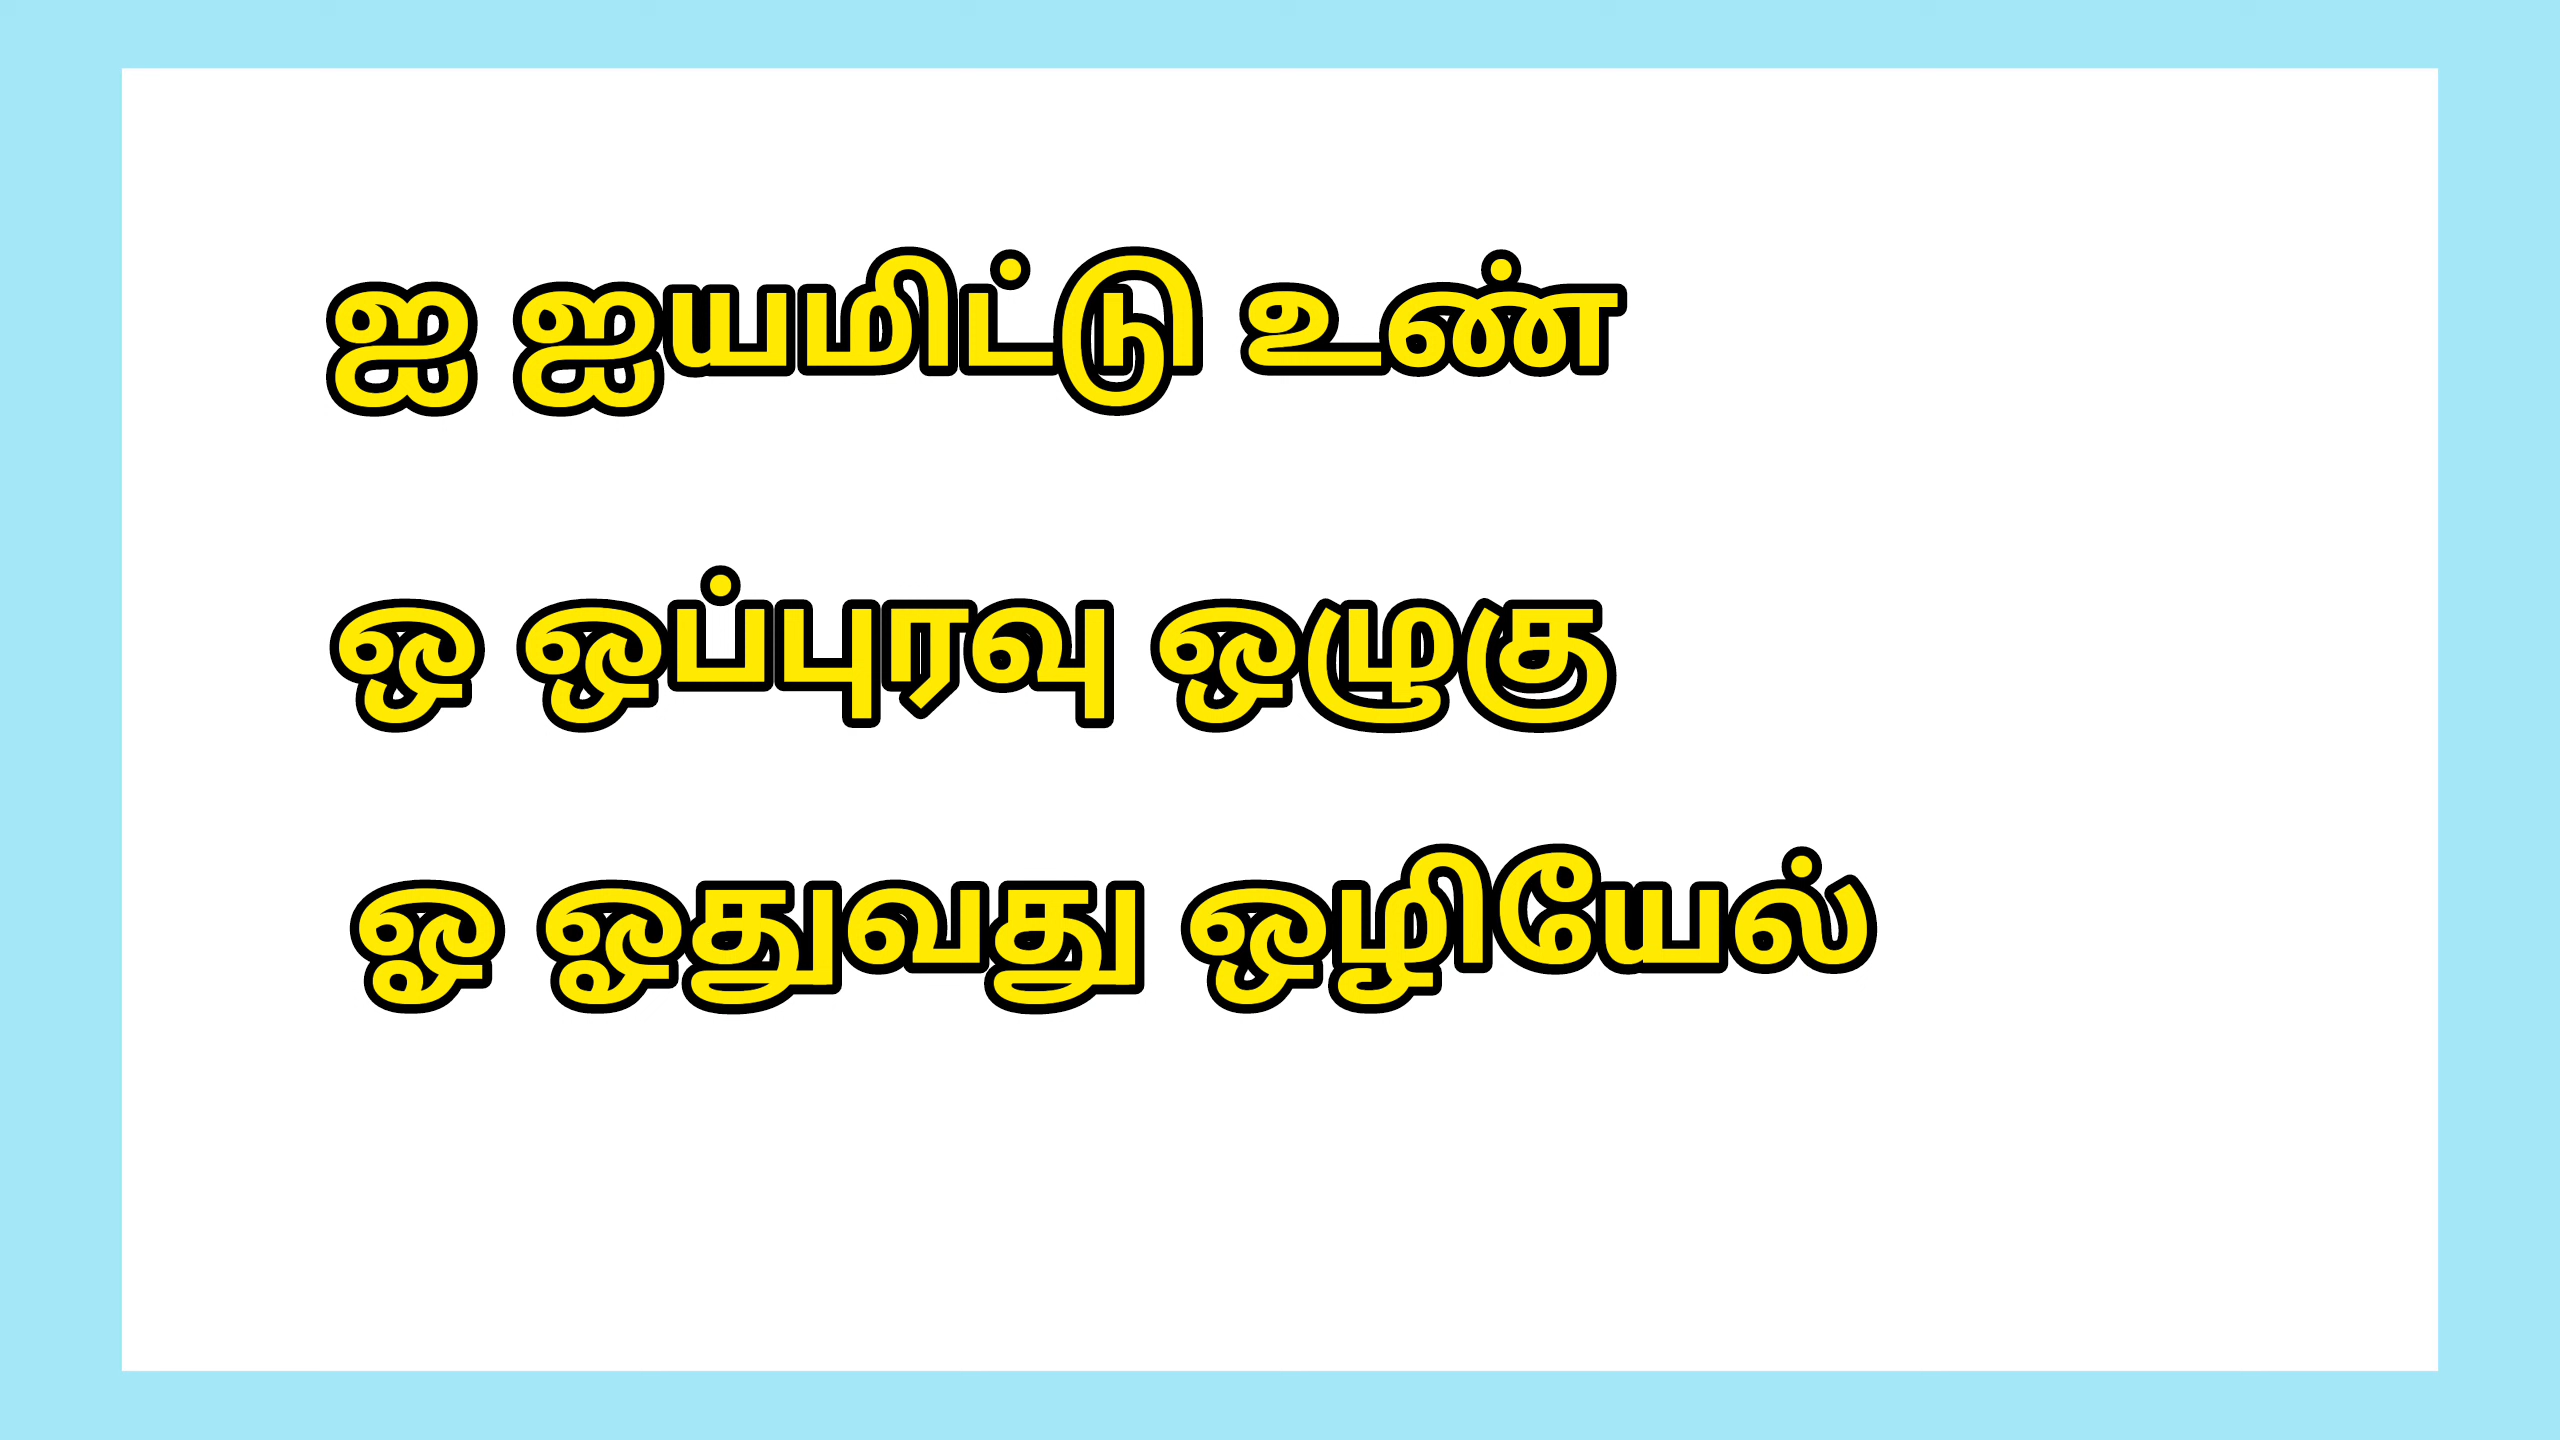 ஐ ஐயமிட்டு உண்
ஒ ஒப்புரவு ஒழுகு
ஓ ஓதுவது ஒழியேல்